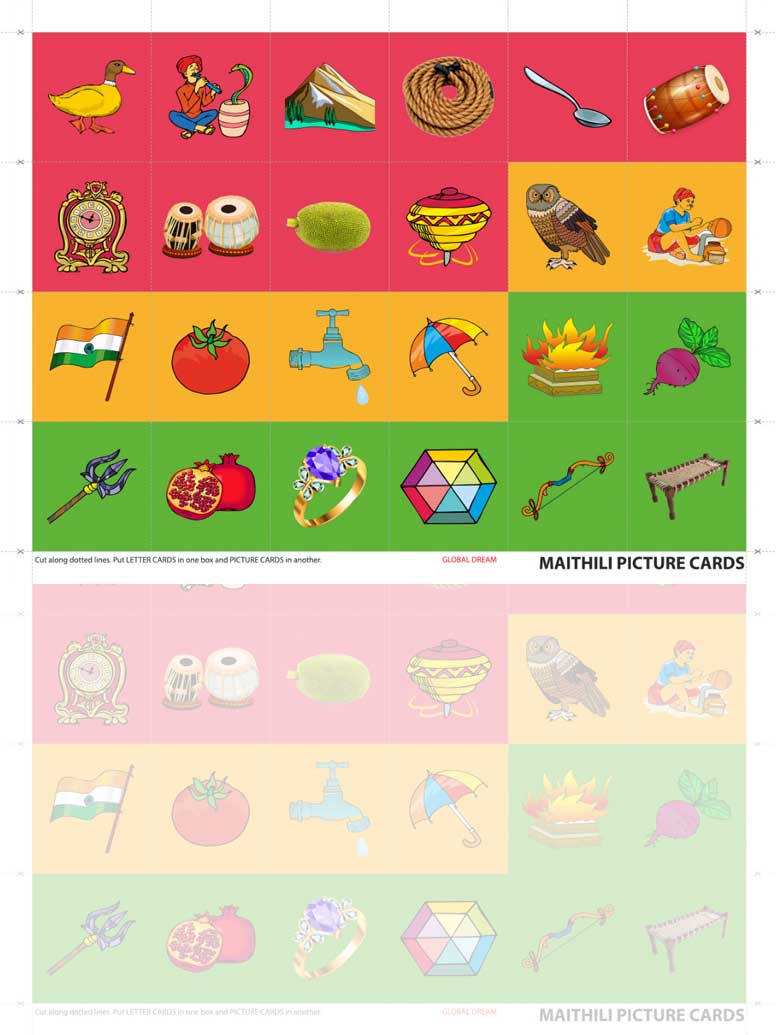 Cut along dotted lines. Put LETTER CARDS in one box and PICTURE CARDS in another.
GLOBAL DREAM
MAITHILI PICTURE CARDS
Cut along dotted lines. Put LETTER CARDS in one box and PICTURE CARDS in another.
GLOBAL DREAM
MAITHILI PICTURE CARDS